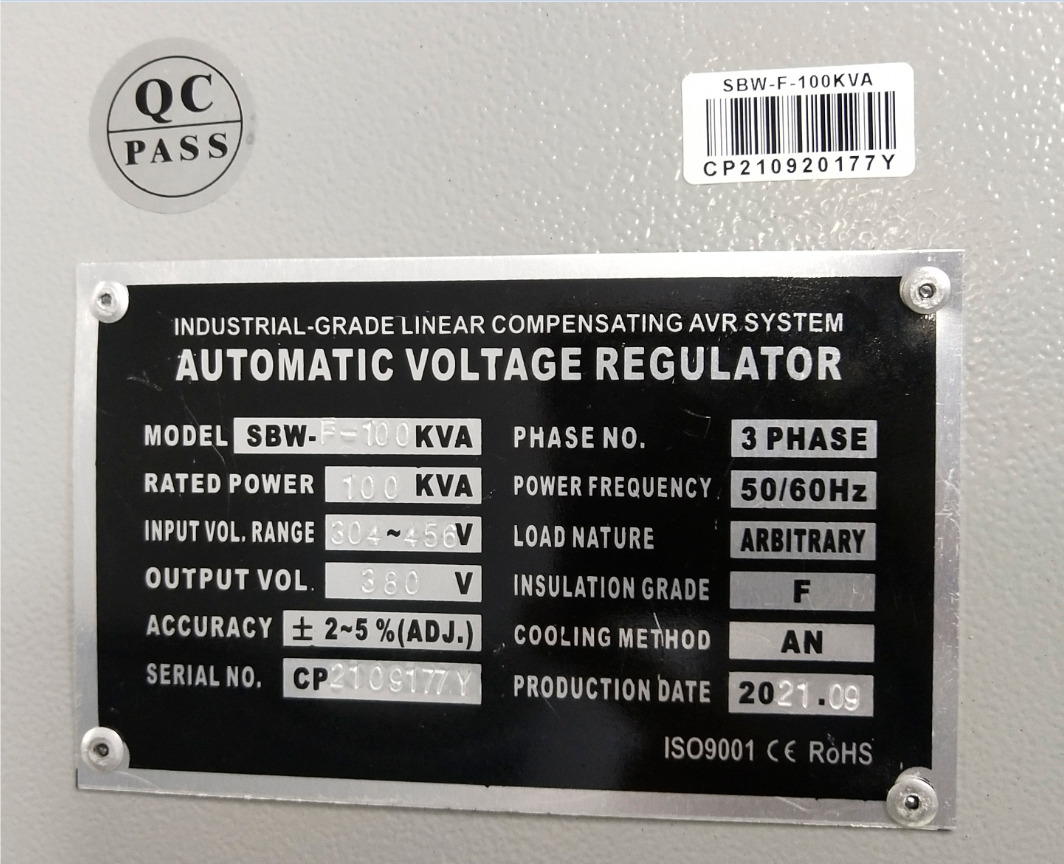 QC
PASS
SBW-F-100KVA
CP210920177Y
INDUSTRIAL-GRADE LINEAR COMPENSATING AVR SYSTEM
AUTOMATIC VOLTAGE REGULATOR
MODEL SBW-F-100KVA
RATED POWER 100 KVA
INPUT VOL. RANGE 304~456V
OUTPUT VOL. 380 V
ACCURACY ± 2~5 %(ADJ.)
SERIAL NO. CP2109177Y
PHASE NO. 3 PHASE
POWER FREQUENCY 50/60Hz
LOAD NATURE ARBITRARY
INSULATION GRADE F
COOLING METHOD AN
PRODUCTION DATE 2021.09
ISO9001 CE RoHS